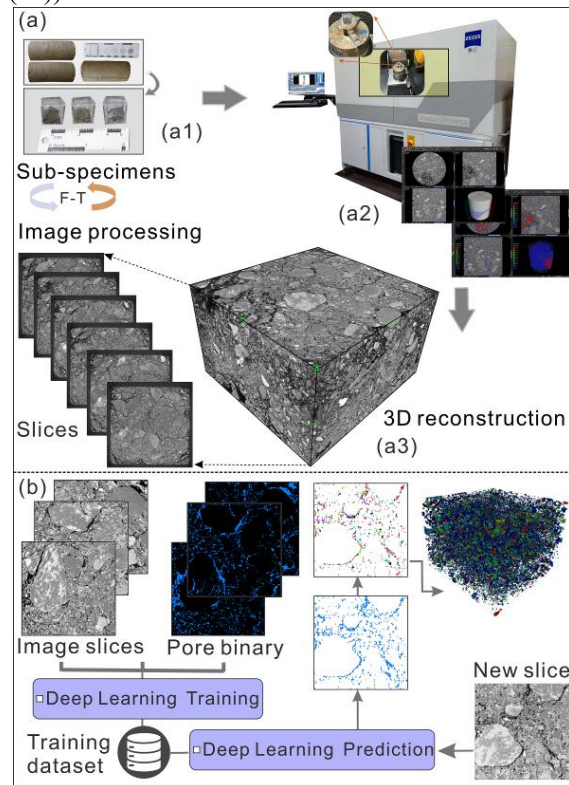 (a)
ZEISS
(a1)
Sub-specimens
F-T
(a2)
Image processing
Slices
3D reconstruction
(a3)
(b)
Image slices
Pore binary
New slice
Deep Learning Training
Training
dataset
Deep Learning Prediction